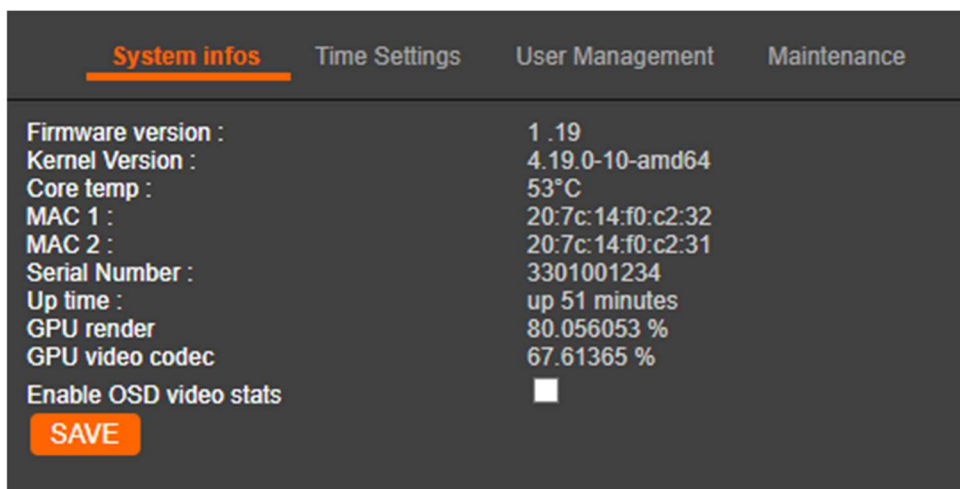 System infos Time Settings User Management Maintenance
Firmware version : 1 .19
Kernel Version : 4.19.0-10-amd64
Core temp : 53°C
MAC 1 : 20:7c:14:f0:c2:32
MAC 2 : 20:7c:14:f0:c2:31
Serial Number : 3301001234
Up time : up 51 minutes
GPU render 80.056053 %
GPU video codec 67.61365 %
Enable OSD video stats
SAVE